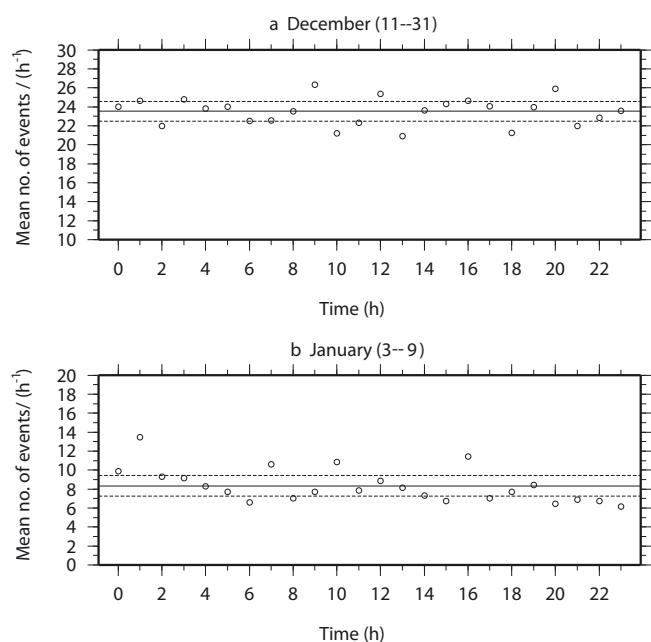 a December (11--31)
Mean no. of events / (h⁻¹)
30
28
26
24
22
20
18
16
14
12
10
0 2 4 6 8 10 12 14 16 18 20 22
Time (h)
b January (3--9)
Mean no. of events/ (h⁻¹)
20
18
16
14
12
10
8
6
4
2
0
0 2 4 6 8 10 12 14 16 18 20 22
Time (h)